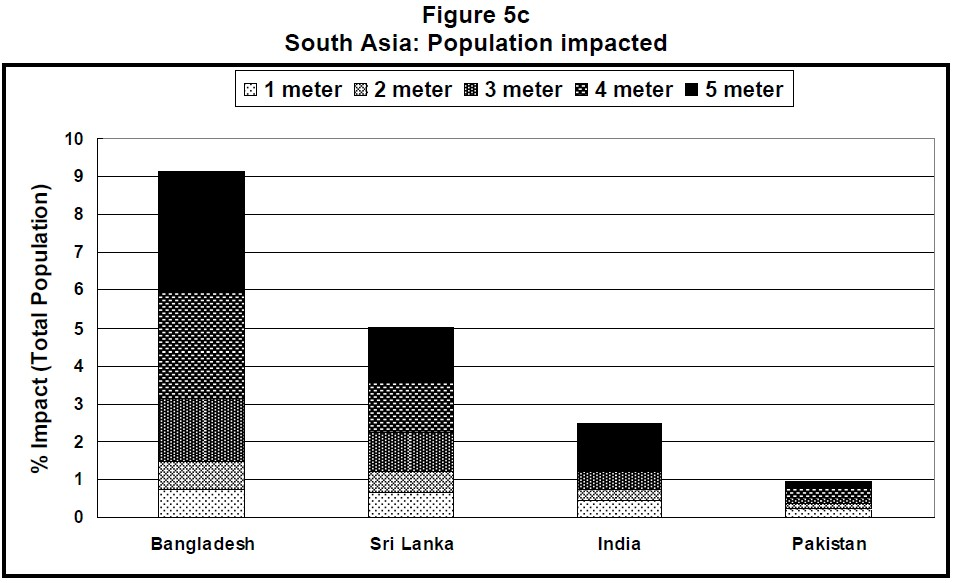 Figure 5c
South Asia: Population impacted
1 meter 2 meter 3 meter 4 meter 5 meter
% Impact (Total Population)
10
9
8
7
6
5
4
3
2
1
0
Bangladesh Sri Lanka India Pakistan